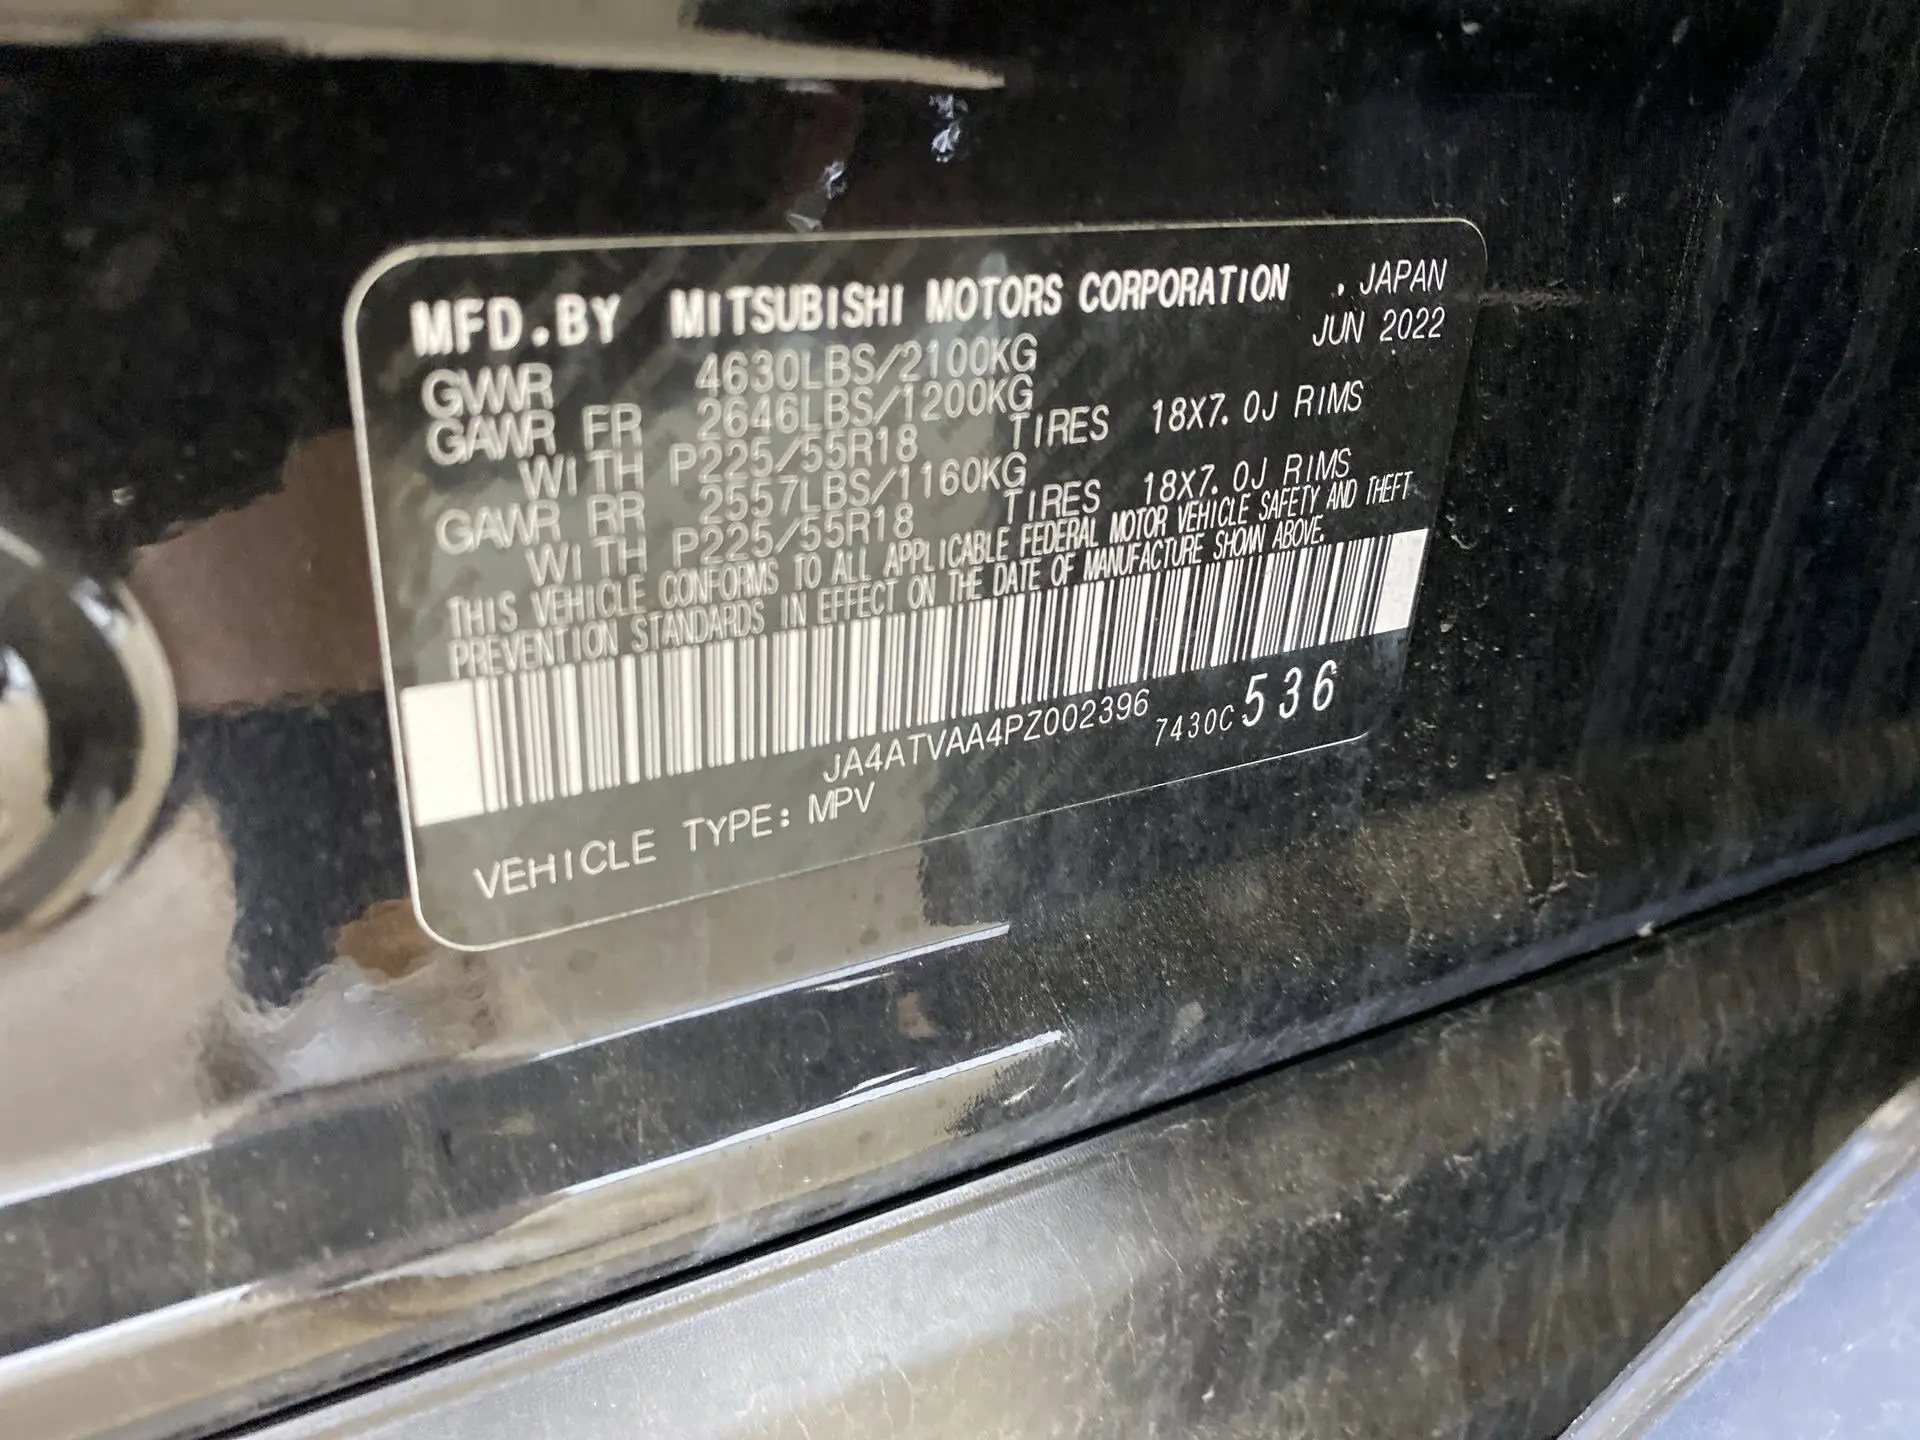 MFD.BY MITSUBISHI MOTORS CORPORATION . JAPAN
JUN 2022
GVWR 4630LBS/2100KG
GAWR FR 2646LBS/1200KG
WITH P225/55R18 TIRES 18X7.0J RIMS
GAWR RR 2557LBS/1160KG
WITH P225/55R18 TIRES 18X7.0J RIMS
THIS VEHICLE CONFORMS TO ALL APPLICABLE FEDERAL MOTOR VEHICLE SAFETY AND THEFT
PREVENTION STANDARDS IN EFFECT ON THE DATE OF MANUFACTURE SHOWN ABOVE.
JA4ATVAA4PZ002396 7430C536
VEHICLE TYPE: MPV